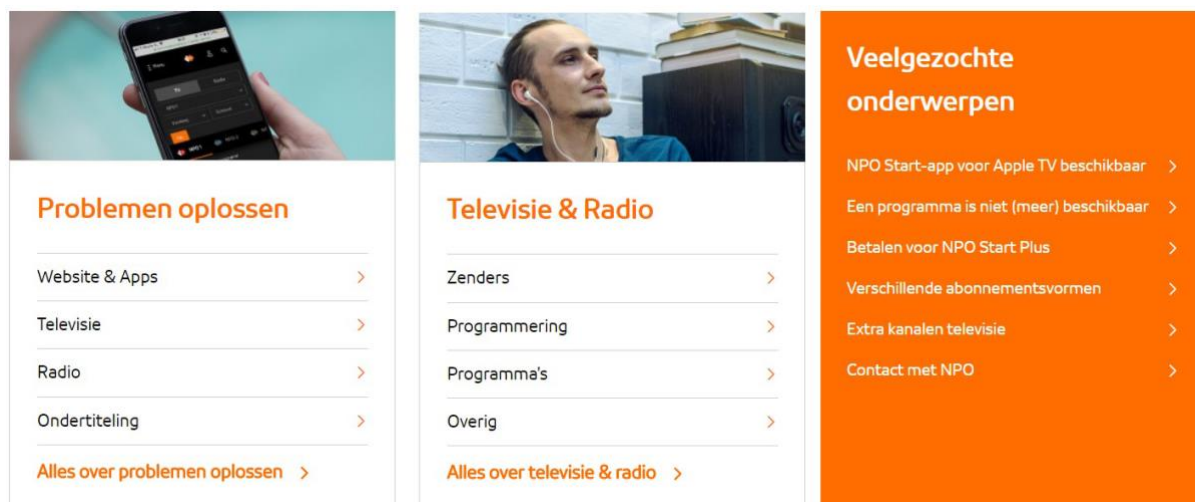 Problemen oplossen
Website & Apps
Televisie
Radio
Ondertiteling
Alles over problemen oplossen
Televisie & Radio
Zenders
Programmering
Programma's
Overig
Alles over televisie & radio
Veelgezochte
onderwerpen
NPO Start-app voor Apple TV beschikbaar
Een programma is niet (meer) beschikbaar
Betalen voor NPO Start Plus
Verschillende abonnementsvormen
Extra kanalen televisie
Contact met NPO